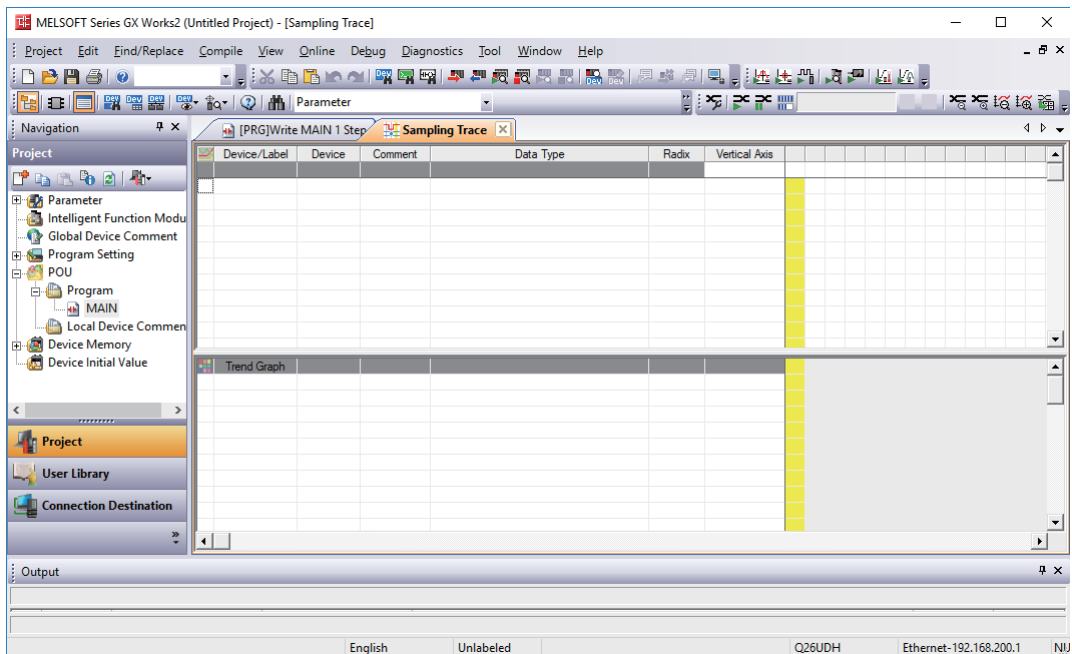 MELSOFT Series GX Works2 (Untitled Project) - [Sampling Trace]
Project Edit Find/Replace Compile View Online Debug Diagnostics Tool Window Help
Parameter
Navigation
[PRG]Write MAIN 1 Step
Sampling Trace
Project
Device/Label Device Comment Data Type Radix Vertical Axis
Parameter
Intelligent Function Modu
Global Device Comment
Program Setting
POU
Program
MAIN
Local Device Commen
Device Memory
Device Initial Value
Trend Graph
Project
User Library
Connection Destination
Output
English Unlabeled Q26UDH Ethernet-192.168.200.1